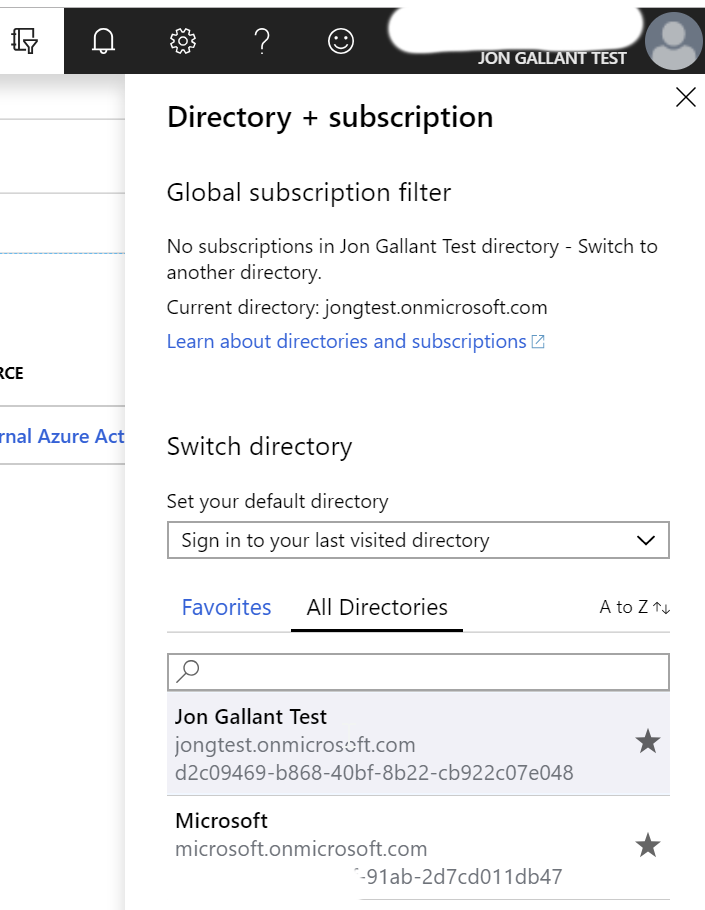 JON GALLANT TEST
Directory + subscription
Global subscription filter
No subscriptions in Jon Gallant Test directory - Switch to
another directory.
Current directory: jongtest.onmicrosoft.com
Learn about directories and subscriptions
RCE
rnal Azure Act
Switch directory
Set your default directory
Sign in to your last visited directory
Favorites All Directories A to Z ↑↓
Jon Gallant Test
jongtest.onmicrosoft.com
d2c09469-b868-40bf-8b22-cb922c07e048
Microsoft
microsoft.onmicrosoft.com
-91ab-2d7cd011db47